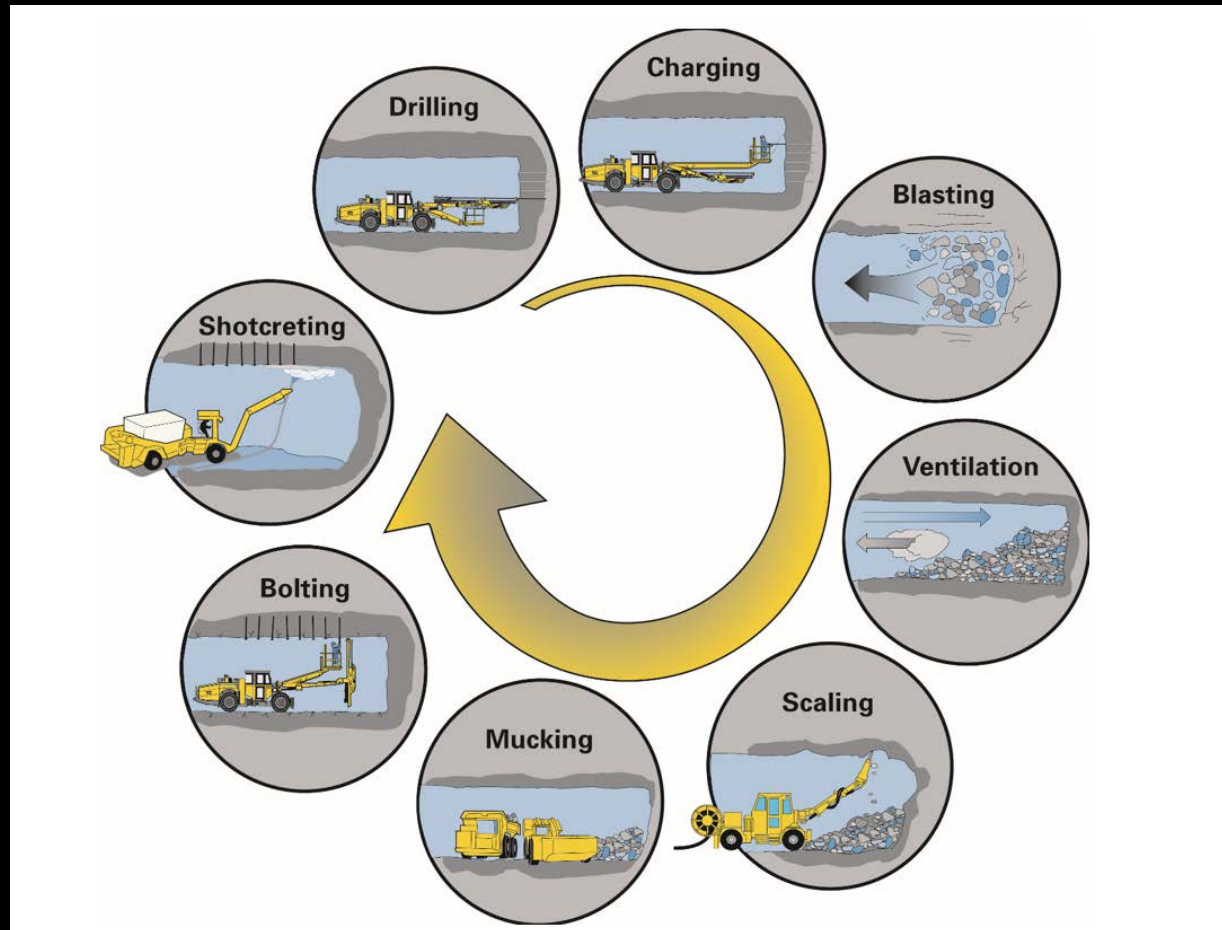 Drilling
Charging
Blasting
Ventilation
Scaling
Mucking
Bolting
Shotcreting